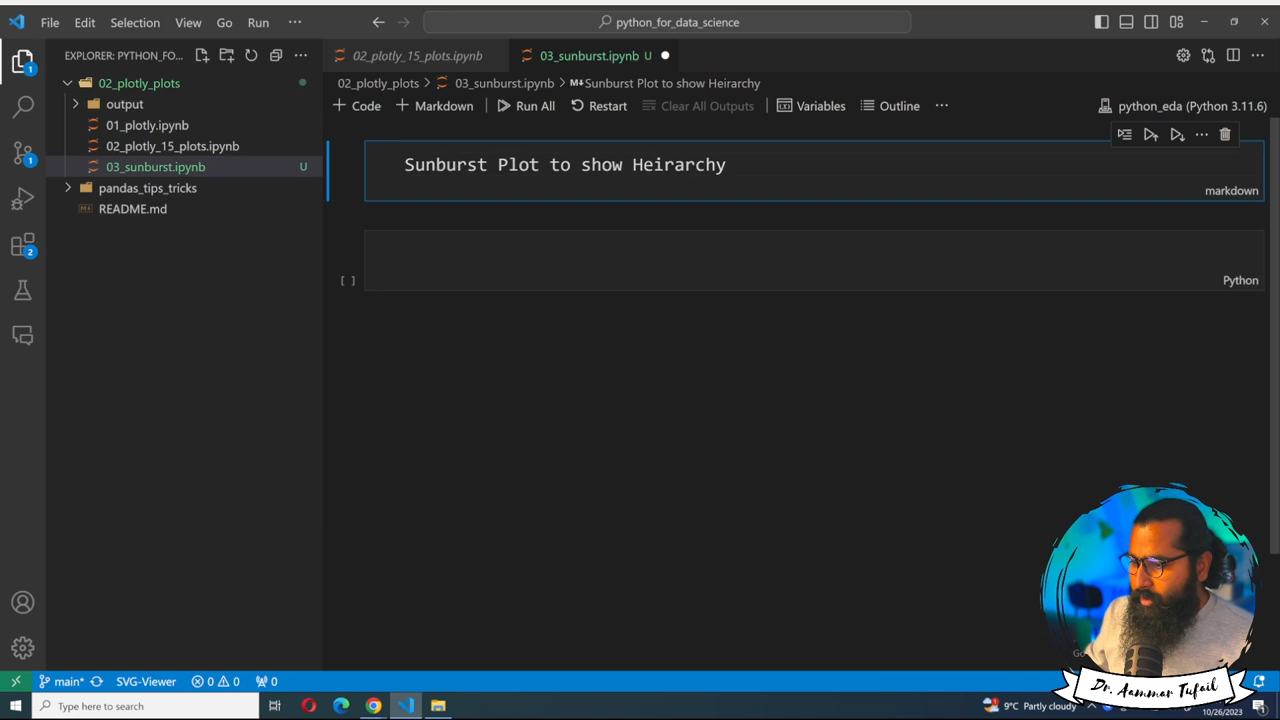 File Edit Selection View Go Run ··· python_for_data_science
EXPLORER: PYTHON_FO... 02_plotly_15_plots.ipynb 03_sunburst.ipynb U
02_plotly_plots 02_plotly_plots > 03_sunburst.ipynb > M↓Sunburst Plot to show Heirarchy
output + Code + Markdown Run All Restart Clear All Outputs Variables Outline ··· python_eda (Python 3.11.6)
01_plotly.ipynb
02_plotly_15_plots.ipynb
03_sunburst.ipynb U Sunburst Plot to show Heirarchy
pandas_tips_tricks markdown
README.md
[ ] Python
1
1
2
main* SVG-Viewer 0 0 0
Dr. Aammar Tufail
Type here to search 9°C Partly cloudy 10/26/2023